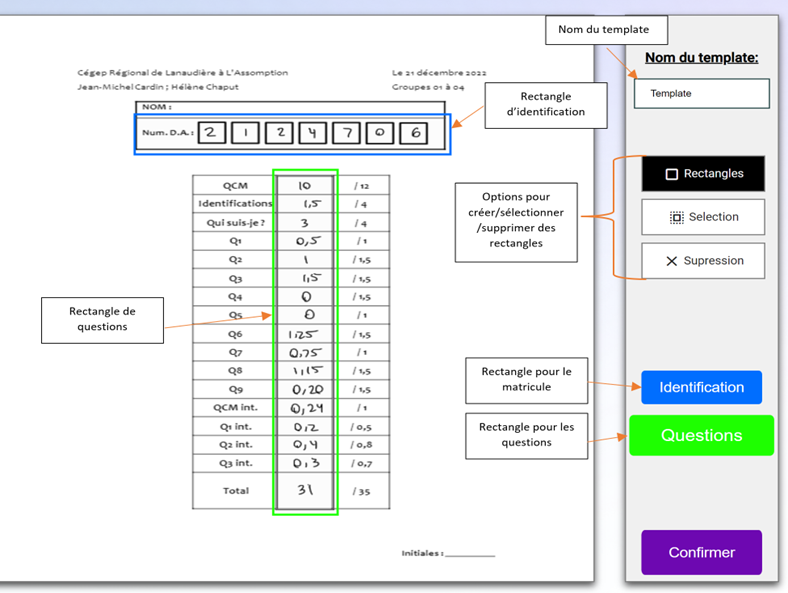 Nom du template
Nom du template:
Template
Cégep Régional de Lanaudière à L'Assomption
Le 21 décembre 2022
Jean-Michel Cardin ; Hélène Chaput
Groupes 01 à 04
Rectangle
d'identification
NOM :
Num. D.A. : 2 1 2 4 7 0 6
QCM 10 / 12
Identifications 1,5 / 4
Qui suis-je ? 3 / 4
Q1 0,5 / 1
Q2 1 / 1,5
Q3 1,5 / 1,5
Q4 0 / 1,5
Q5 0 / 1
Q6 1,25 / 1,5
Q7 0,75 / 1
Q8 1,15 / 1,5
Q9 0,20 / 1,5
QCM int. 0,24 / 1
Q1 int. 0,2 / 0,5
Q2 int. 0,4 / 0,8
Q3 int. 0,3 / 0,7
Total 31 / 35
Initiales : __________
Rectangle de
questions
Options pour
créer/sélectionner
/supprimer des
rectangles
Rectangles
Selection
Supression
Rectangle pour le
matricule
Identification
Rectangle pour les
questions
Questions
Confirmer